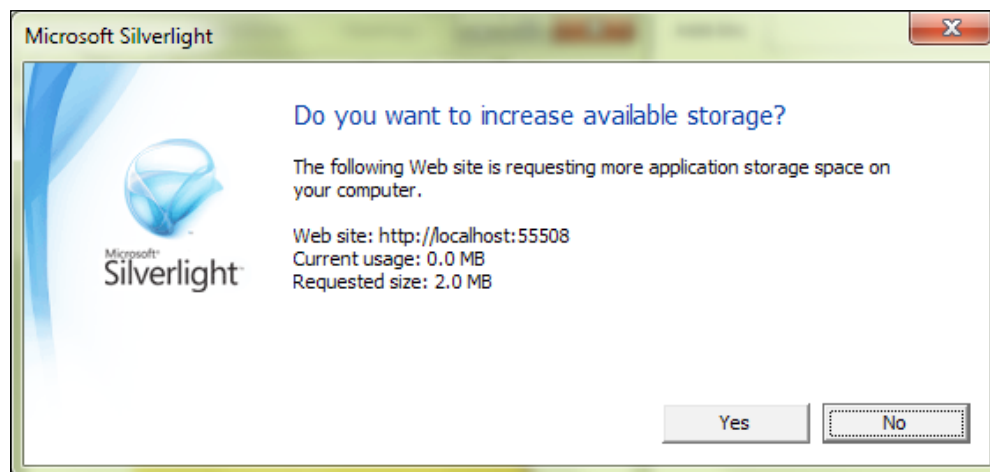 Microsoft Silverlight
Do you want to increase available storage?
The following Web site is requesting more application storage space on
your computer.
Web site: http://localhost:55508
Current usage: 0.0 MB
Requested size: 2.0 MB
Microsoft
Silverlight
Yes
No